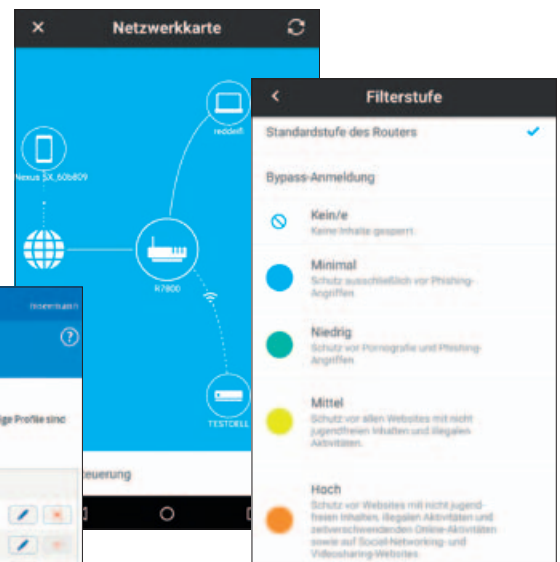 Netzwerkkarte
reddeifi
Nexus 5X_60b809
R7800
TESTCELL
euerung
Filterstufe
Standardstufe des Routers
Bypass-Anmeldung
Kein/e
Keine Inhalte gesperrt
Minimal
Schutz ausschließlich vor Phishing-
Angriffen
Niedrig
Schutz vor Pornografie und Phishing-
Angriffen
Mittel
Schutz vor allen Websites mit nicht
jugendfreien Inhalten und illegalen
Aktivitäten.
Hoch
Schutz vor Websites mit nicht jugend-
freien Inhalten, illegalen Aktivitäten und
zeitverschwendenden Online-Aktivitäten
sowie auf Social-Networking- und
Videosharing-Websites.
?
ige Profile sind